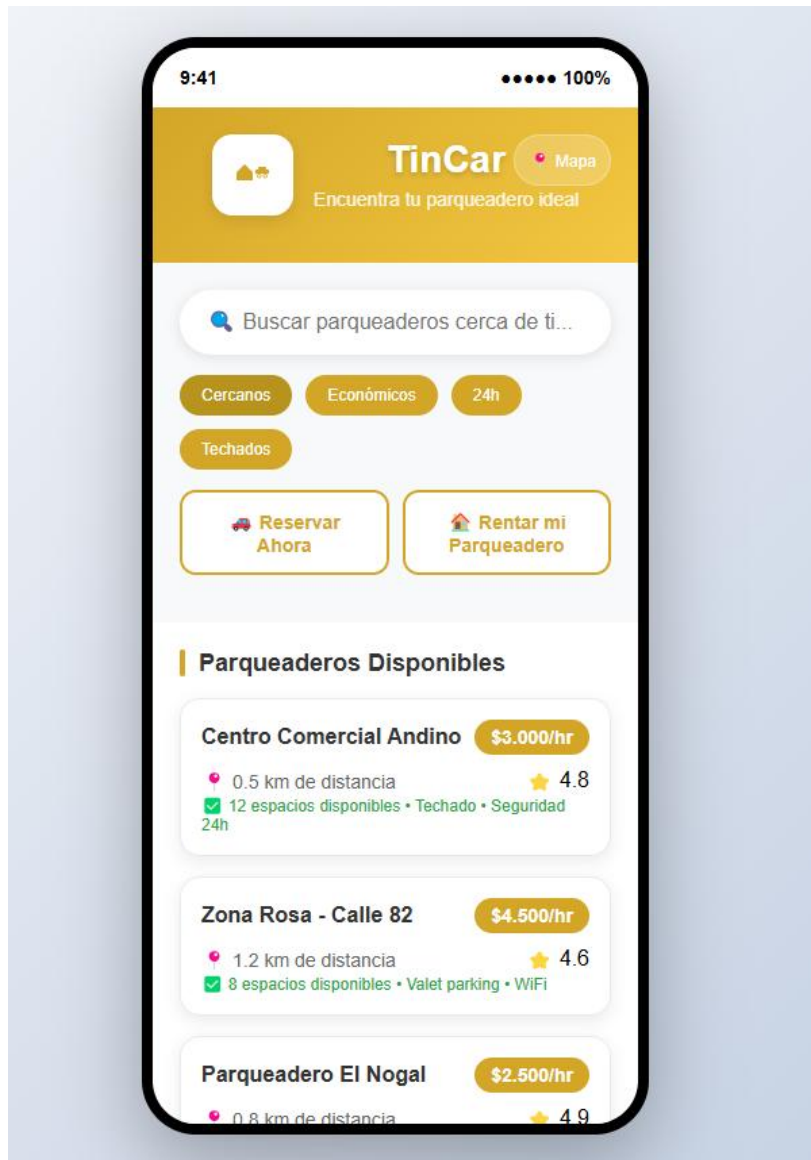 9:41 ●●●●● 100%
TinCar
📍 Mapa
Encuentra tu parqueadero ideal
🔍 Buscar parqueaderos cerca de ti...
Cercanos Económicos 24h
Techados
🚗 Reservar Ahora
🏠 Rentar mi Parqueadero
Parqueaderos Disponibles
Centro Comercial Andino $3.000/hr
📍 0.5 km de distancia ⭐ 4.8
✅ 12 espacios disponibles • Techado • Seguridad
24h
Zona Rosa - Calle 82 $4.500/hr
📍 1.2 km de distancia ⭐ 4.6
✅ 8 espacios disponibles • Valet parking • WiFi
Parqueadero El Nogal $2.500/hr
📍 0.8 km de distancia ⭐ 4.9